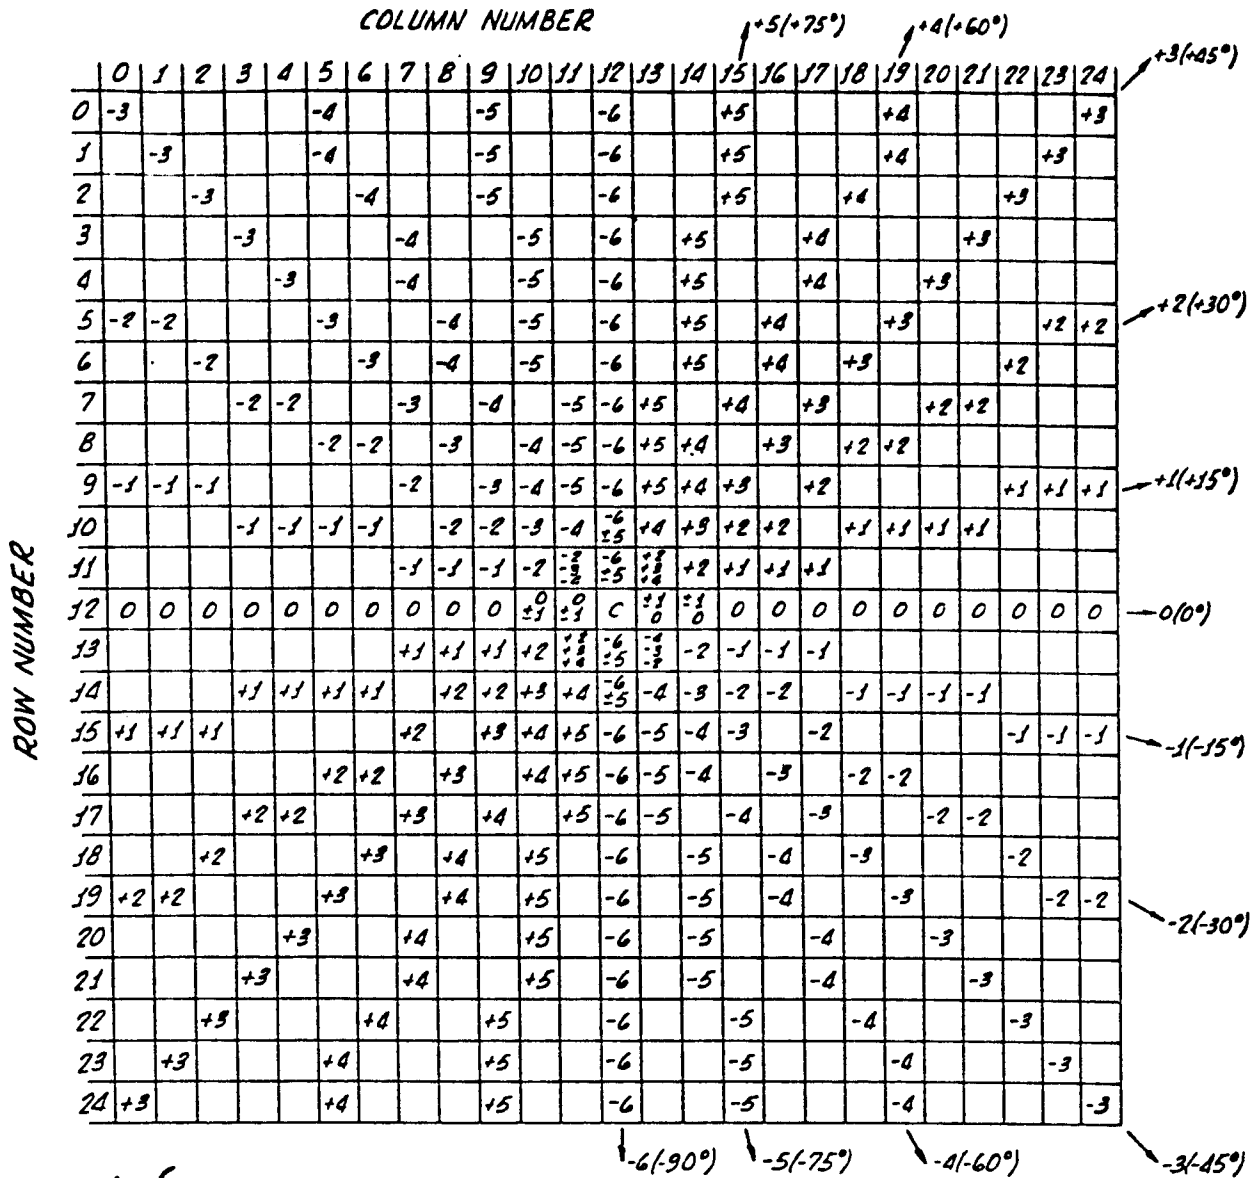 COLUMN NUMBER
+5(+75°) +4(+60°)
+3(+45°)
0 1 2 3 4 5 6 7 8 9 10 11 12 13 14 15 16 17 18 19 20 21 22 23 24
0 -3 -4 -5 -6 +5 +4 +3
1 -3 -4 -5 -6 +5 +4 +3
2 -3 -4 -5 -6 +5 +4 +3
3 -3 -4 -5 -6 +5 +4 +3
4 -3 -4 -5 -6 +5 +4 +3
+2(+30°)
5 -2 -2 -3 -4 -5 -6 +5 +4 +3 +2 +2
6 -2 -3 -4 -5 -6 +5 +4 +3 +2
7 -2 -2 -3 -4 -5 -6 +5 +4 +3 +2 +2
8 -2 -2 -3 -4 -5 -6 +5 +4 +3 +2 +2
9 -1 -1 -1 -2 -3 -4 -5 -6 +5 +4 +3 +2 +1 +1 +1 +1(+15°)
10 -1 -1 -1 -1 -2 -2 -3 -4 -6 ±5 +4 +3 +2 +2 +1 +1 +1 +1
ROW NUMBER
11 -1 -1 -1 -2 -6 ±5 +2 +1 +1 +1
12 0 0 0 0 0 0 0 0 0 0 0 ±1 0 ±1 C ±1 0 ±1 0 0 0 0 0 0 0 0 0 0 0 0(0°)
13 +1 +1 +1 +2 -6 ±5 -2 -1 -1 -1
14 +1 +1 +1 +1 +2 +2 +3 +4 -6 ±5 -4 -3 -2 -2 -1 -1 -1 -1
15 +1 +1 +1 +2 +3 +4 +5 -6 -5 -4 -3 -2 -1 -1 -1 -1(-15°)
16 +2 +2 +3 +4 +5 -6 -5 -4 -3 -2 -2
17 +2 +2 +3 +4 +5 -6 -5 -4 -3 -2 -2
18 +2 +3 +4 +5 -6 -5 -4 -3 -2
19 +2 +2 +3 +4 +5 -6 -5 -4 -3 -2 -2
-2(-30°)
20 +3 +4 +5 -6 -5 -4 -3
21 +3 +4 +5 -6 -5 -4 -3
22 +3 +4 +5 -6 -5 -4 -3
23 +3 +4 +5 -6 -5 -4 -3
24 +3 +4 +5 -6 -5 -4 -3
-6(-90°) -5(-75°) -4(-60°) -3(-45°)